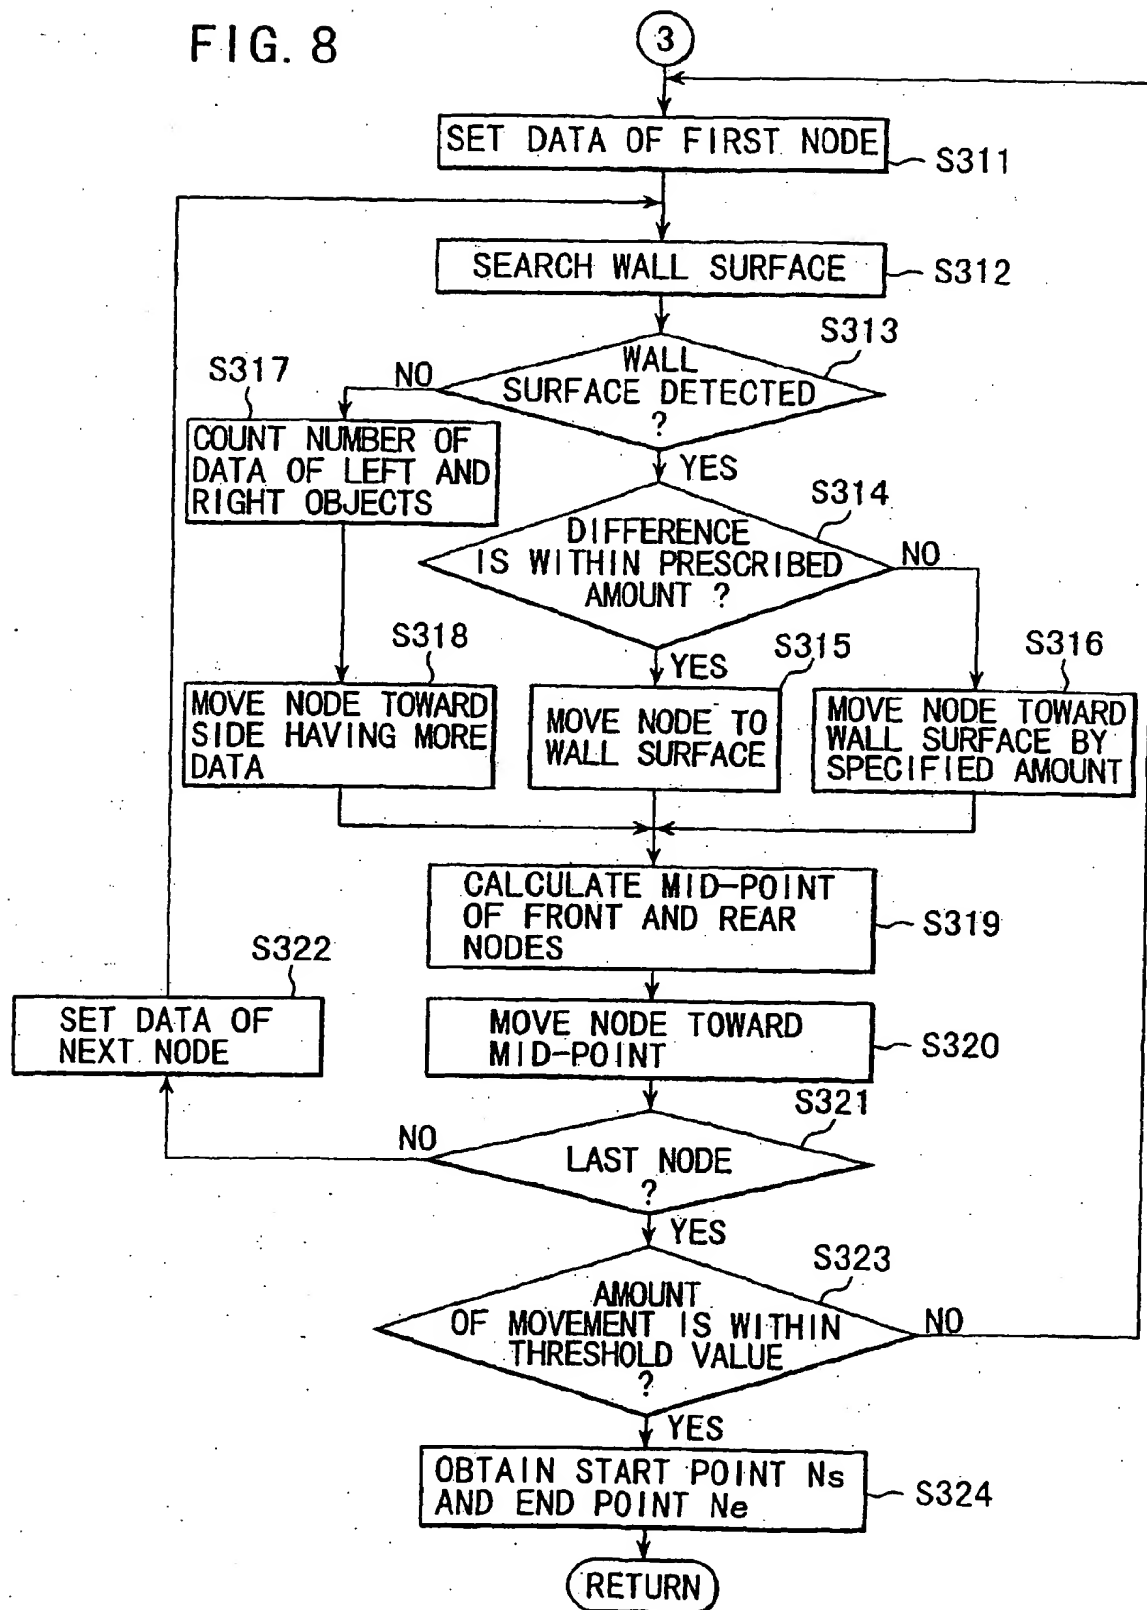 FIG. 8
3
SET DATA OF FIRST NODE
S311
SEARCH WALL SURFACE
S312
S313
WALL
SURFACE DETECTED
?
NO
YES
S317
COUNT NUMBER OF
DATA OF LEFT AND
RIGHT OBJECTS
S314
DIFFERENCE
IS WITHIN PRESCRIBED
AMOUNT ?
NO
YES
S318
MOVE NODE TOWARD
SIDE HAVING MORE
DATA
S315
MOVE NODE TO
WALL SURFACE
S316
MOVE NODE TOWARD
WALL SURFACE BY
SPECIFIED AMOUNT
CALCULATE MID-POINT
OF FRONT AND REAR
NODES
S319
S322
SET DATA OF
NEXT NODE
MOVE NODE TOWARD
MID-POINT
S320
S321
NO
LAST NODE
?
YES
S323
AMOUNT
OF MOVEMENT IS WITHIN
THRESHOLD VALUE
?
NO
YES
OBTAIN START POINT Ns
AND END POINT Ne
S324
RETURN